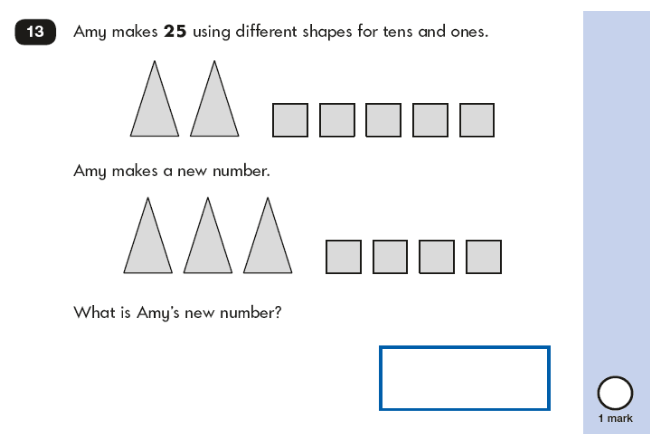 13 Amy makes 25 using different shapes for tens and ones.
Amy makes a new number.
What is Amy's new number?
1 mark